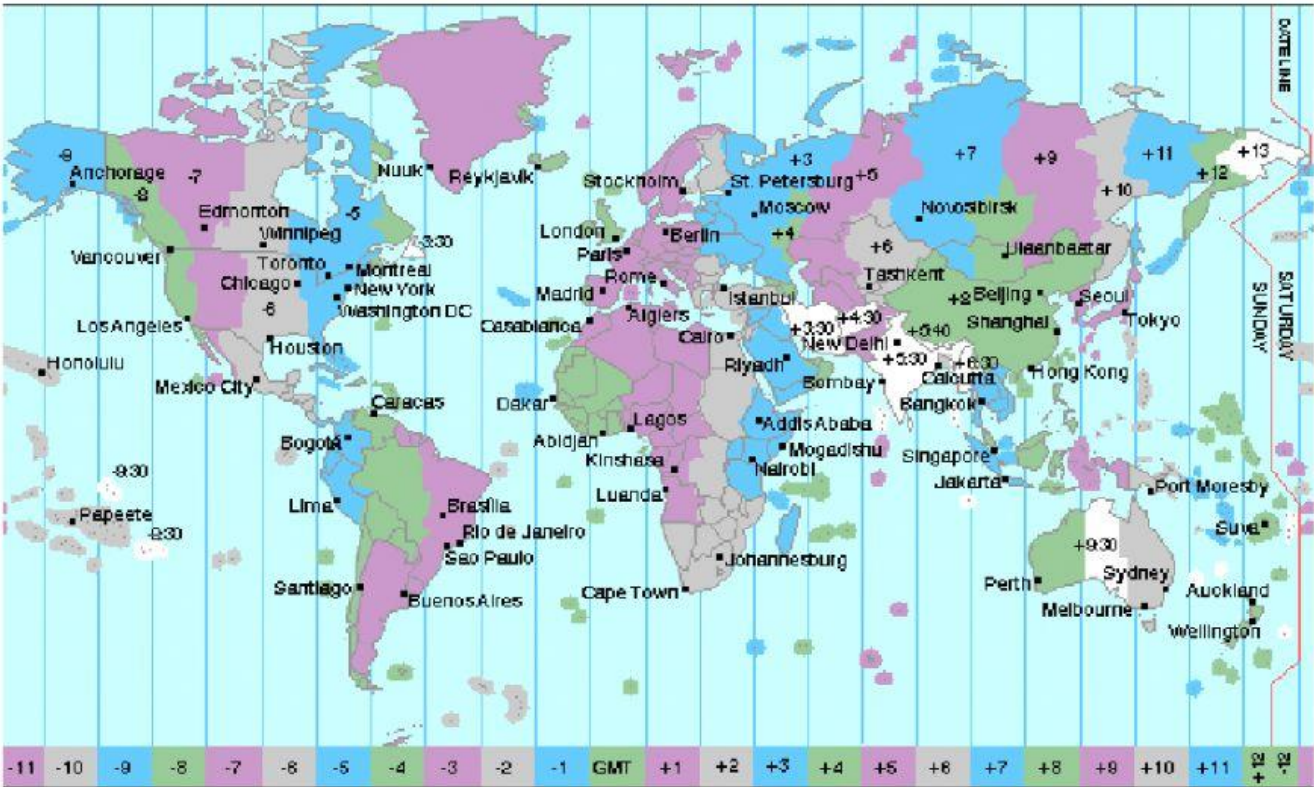 DATELINE
-9
Anchorage
-8
-7
Edmonton
Winnipeg
Vancouver
-5
-3:30
Toronto
Montreal
Chicago
New York
Washington DC
-6
Los Angeles
Houston
Honolulu
Mexico City
Nuuk
Reykjavik
Stockholm
St. Petersburg
+3
Moscow
+5
+7
Novosibirsk
+9
+10
+11
+12
+13
London
Berlin
+4
Paris
Rome
+6
Ulaanbaatar
Tashkent
Madrid
Istanbul
Beijing
Seoul
Casablanca
Algiers
+3:30
+4:30
+5:40
Shanghai
Tokyo
Cairo
New Delhi
Riyadh
+5:30
+6:30
Bombay
Calcutta
Hong Kong
SUNDAY
SATURDAY
Caracas
Dakar
Lagos
Addis Ababa
Bangkok
Bogotá
Abidjan
Mogadishu
Kinshasa
Nairobi
Singapore
-9:30
Luanda
Jakarta
Port Moresby
Papeete
Lima
Brasília
Suva
Rio de Janeiro
Sao Paulo
Johannesburg
+9:30
Santiago
Buenos Aires
Cape Town
Perth
Sydney
Auckland
Melbourne
Wellington
-11 -10 -9 -8 -7 -6 -5 -4 -3 -2 -1 GMT +1 +2 +3 +4 +5 +6 +7 +8 +9 +10 +11 +12 -12